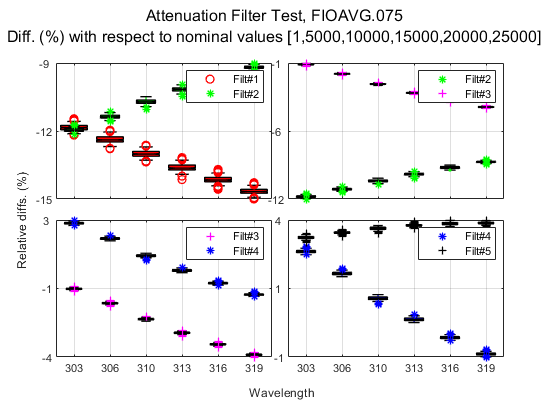 Attenuation Filter Test, FIOAVG.075
Diff. (%) with respect to nominal values [1,5000,10000,15000,20000,25000]
-9
-12
-15
Filt#1
Filt#2
-1
-6
-12
Filt#2
Filt#3
Relative diffs. (%)
3
-1
-4
Filt#3
Filt#4
303 306 310 313 316 319
4
1
-1
Filt#4
Filt#5
303 306 310 313 316 319
Wavelength